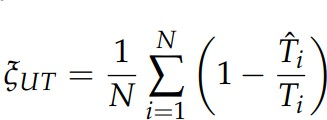 ξ_{UT} = \frac{1}{N} \sum_{i=1}^{N} \left( 1 - \frac{\hat{T}_i}{T_i} \right)